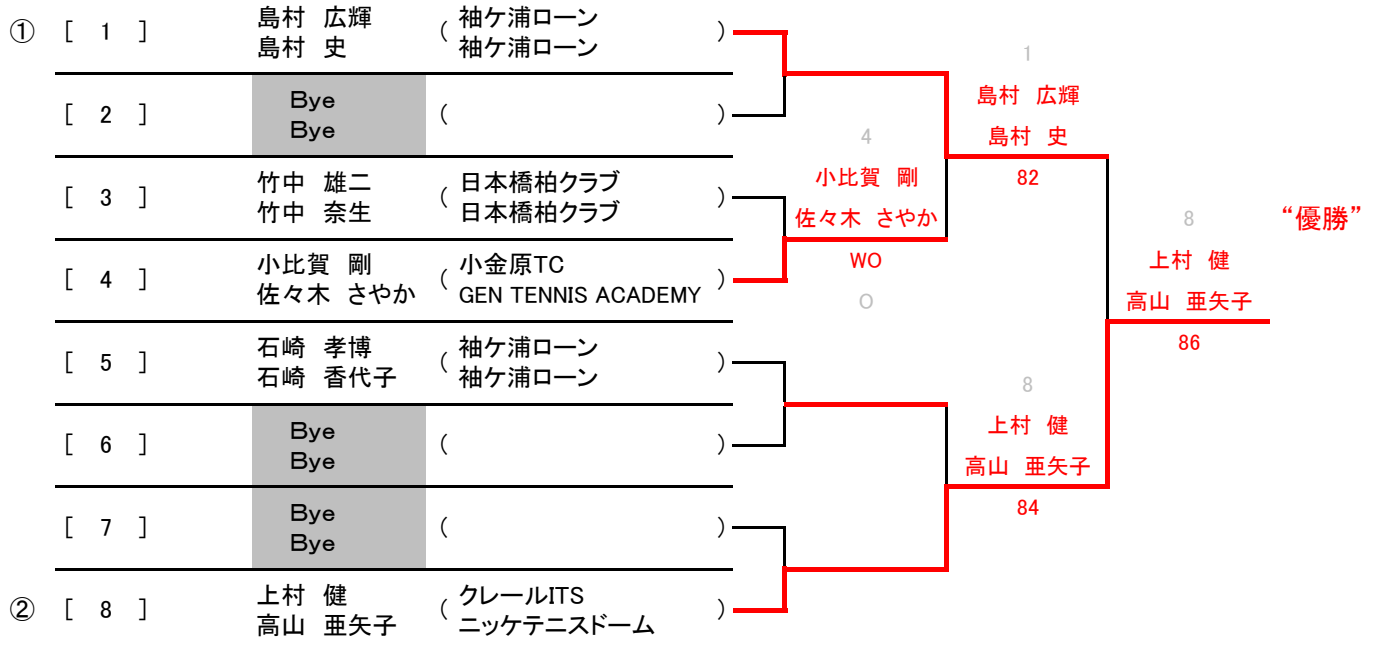 ① [ 1 ] 島村 広輝 ( 袖ケ浦ローン )
島村 史 袖ケ浦ローン
[ 2 ] Bye ( )
Bye
[ 3 ] 竹中 雄二 ( 日本橋柏クラブ )
竹中 奈生 日本橋柏クラブ
[ 4 ] 小比賀 剛 ( 小金原TC )
佐々木 さやか GEN TENNIS ACADEMY
[ 5 ] 石崎 孝博 ( 袖ケ浦ローン )
石崎 香代子 袖ケ浦ローン
[ 6 ] Bye ( )
Bye
[ 7 ] Bye ( )
Bye
② [ 8 ] 上村 健 ( クレールITS )
高山 亜矢子 ニッケテニスドーム
4
小比賀 剛
佐々木 さやか
WO
O
1
島村 広輝
島村 史
82
8
上村 健
高山 亜矢子
84
8
上村 健
高山 亜矢子
86
“優勝”